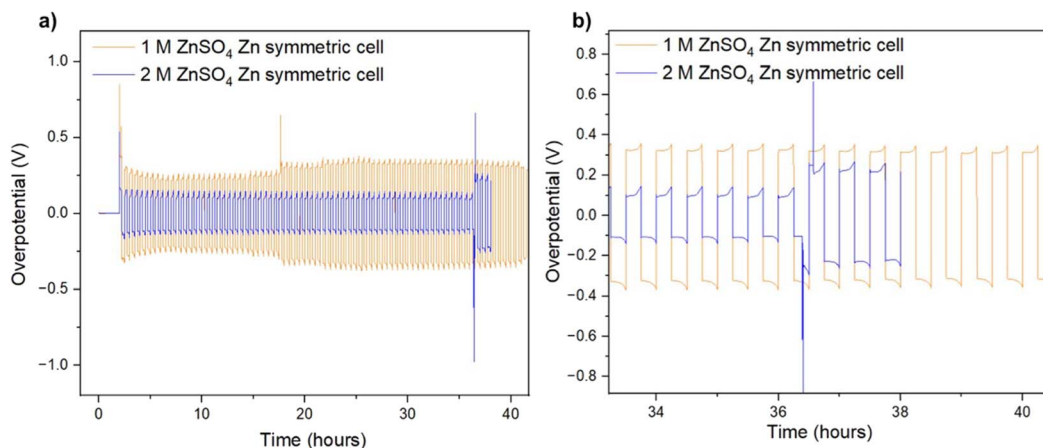 a)
1 M ZnSO₄ Zn symmetric cell
2 M ZnSO₄ Zn symmetric cell
Overpotential (V)
1.0
0.5
0.0
−0.5
−1.0
0 10 20 30 40
Time (hours)
b)
1 M ZnSO₄ Zn symmetric cell
2 M ZnSO₄ Zn symmetric cell
Overpotential (V)
0.8
0.6
0.4
0.2
0.0
−0.2
−0.4
−0.6
−0.8
34 36 38 40
Time (hours)